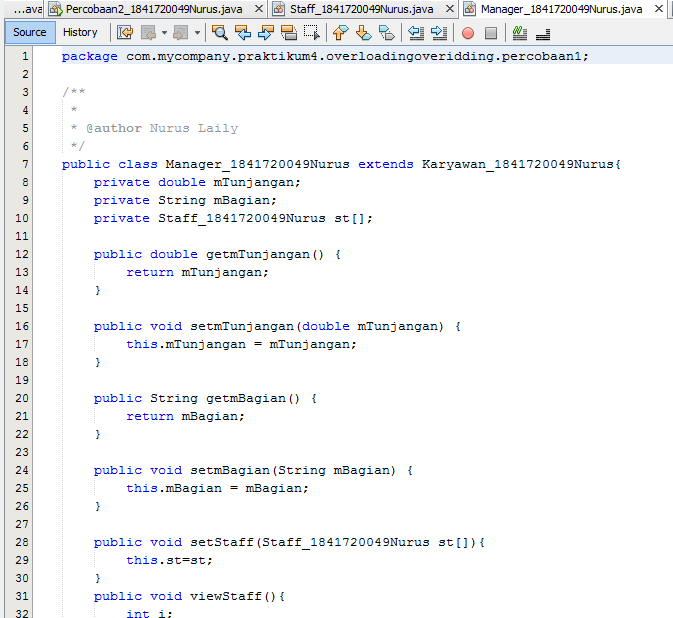 ...ava
Percobaan2_1841720049Nurus.java
Staff_1841720049Nurus.java
Manager_1841720049Nurus.java
Source
History
1 package com.mycompany.praktikum4.overloadingoveridding.percobaan1;
2
3 /**
4 *
5 * @author Nurus Laily
6 */
7 public class Manager_1841720049Nurus extends Karyawan_1841720049Nurus{
8 private double mTunjangan;
9 private String mBagian;
10 private Staff_1841720049Nurus st[];
11
12 public double getmTunjangan() {
13 return mTunjangan;
14 }
15
16 public void setmTunjangan(double mTunjangan) {
17 this.mTunjangan = mTunjangan;
18 }
19
20 public String getmBagian() {
21 return mBagian;
22 }
23
24 public void setmBagian(String mBagian) {
25 this.mBagian = mBagian;
26 }
27
28 public void setStaff(Staff_1841720049Nurus st[]){
29 this.st=st;
30 }
31 public void viewStaff(){
32 int i;